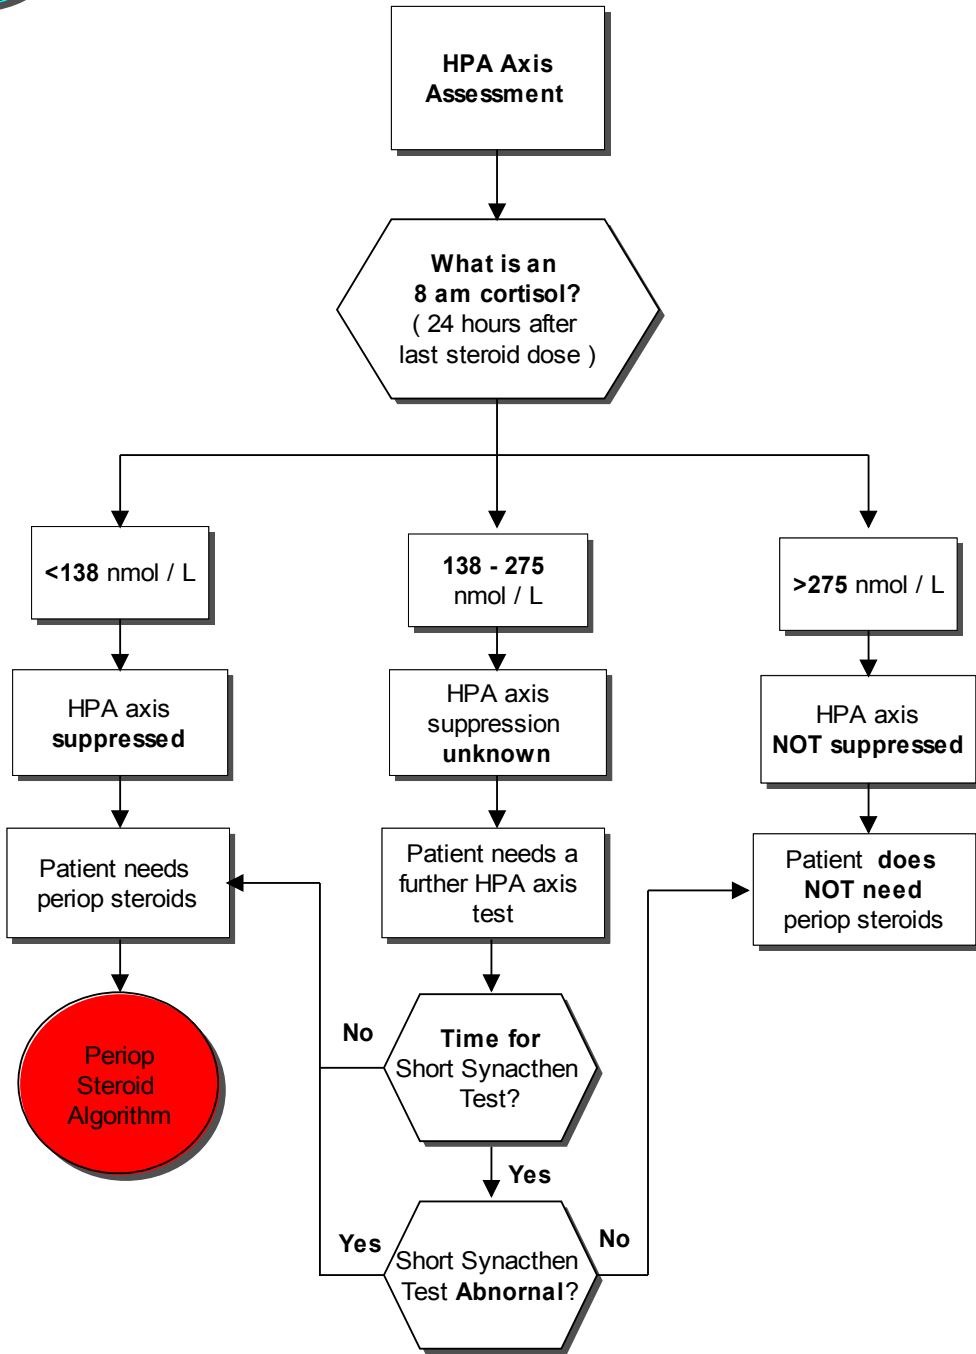 HPA Axis
Assessment
What is an
8 am cortisol?
( 24 hours after
last steroid dose )
<138 nmol / L
138 - 275
nmol / L
>275 nmol / L
HPA axis
suppressed
HPA axis
suppression
unknown
HPA axis
NOT suppressed
Patient needs
periop steroids
Patient needs a
further HPA axis
test
Patient does
NOT need
periop steroids
Periop
Steroid
Algorithm
No
Time for
Short Synacthen
Test?
Yes
Yes
Short Synacthen
Test Abnornal?
No